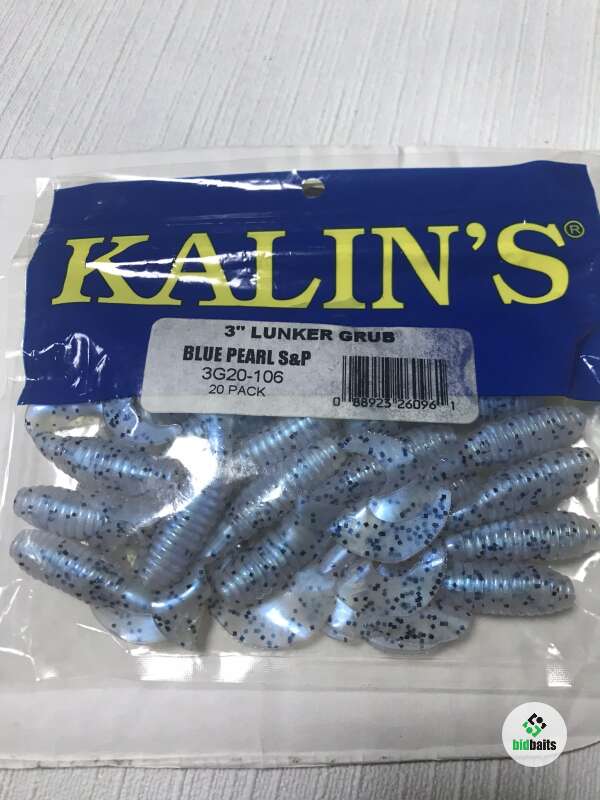 KALIN'S®
3" LUNKER GRUB
BLUE PEARL S&P
3G20-106
20 PACK
0 88923 26096 1
bidbaits